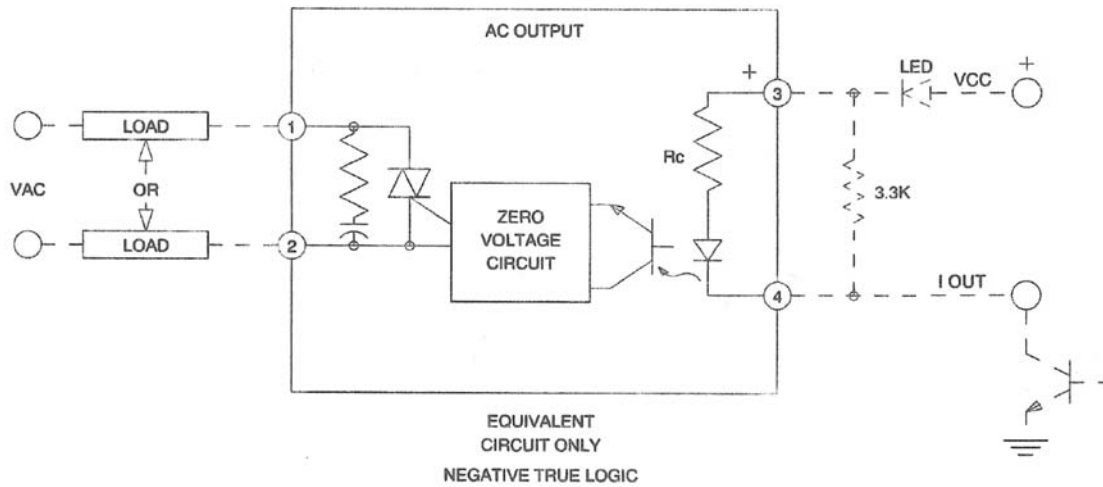 AC OUTPUT
+
LED
VCC
+
LOAD
1
3
Rc
3.3K
VAC
OR
ZERO
VOLTAGE
CIRCUIT
LOAD
2
4
I OUT
EQUIVALENT
CIRCUIT ONLY
NEGATIVE TRUE LOGIC